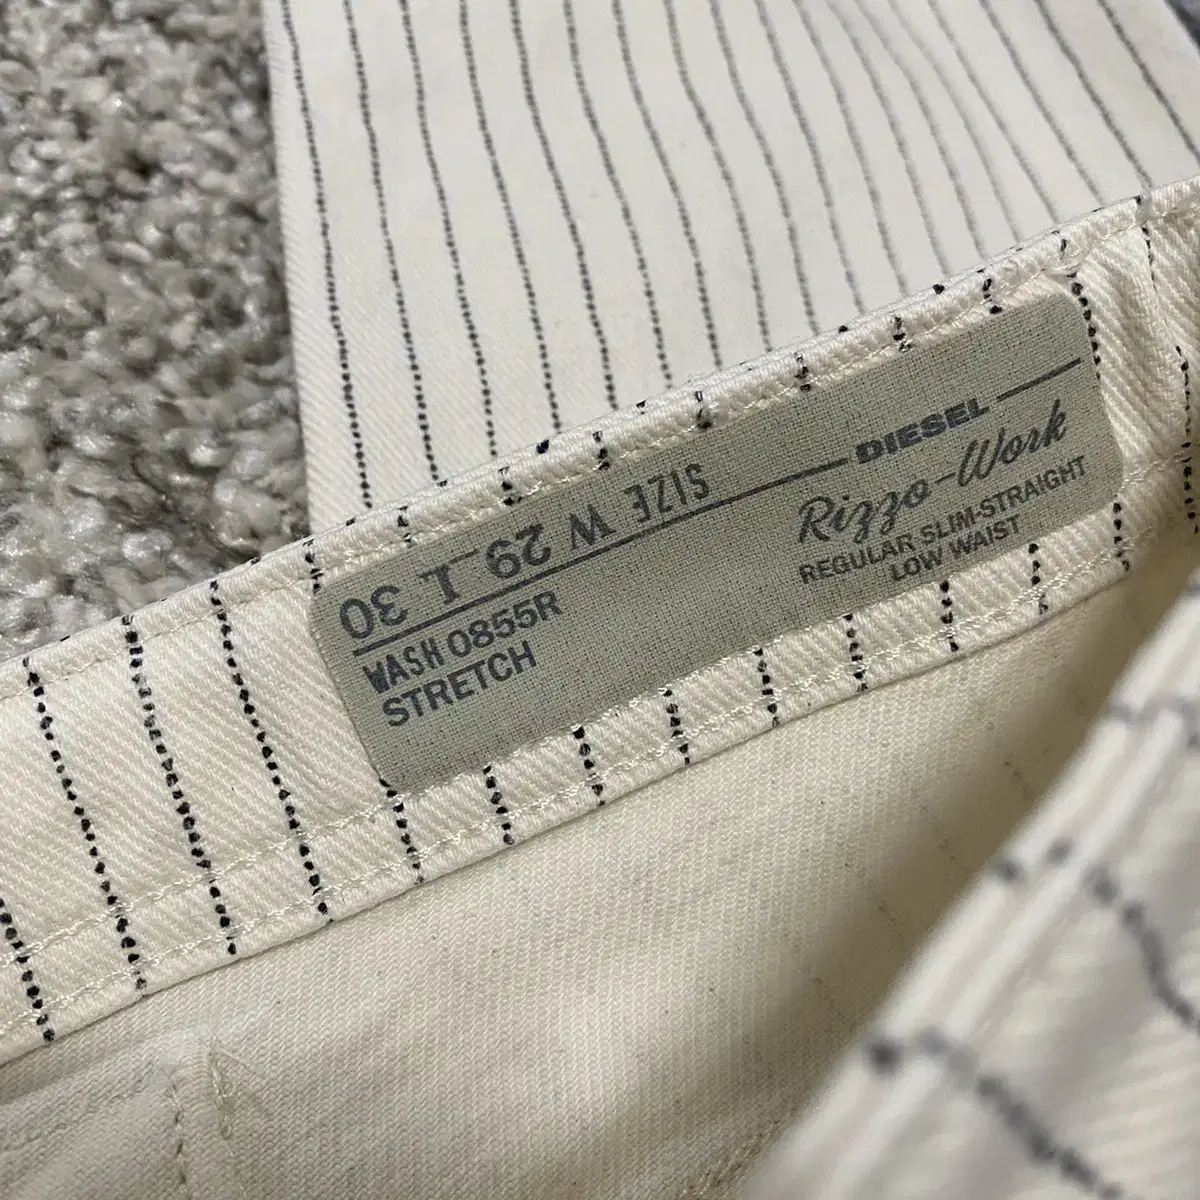 DIESEL
Rizzo-Work
REGULAR SLIM-STRAIGHT
LOW WAIST
SIZE W 29 L 30
WASH 0855R
STRETCH